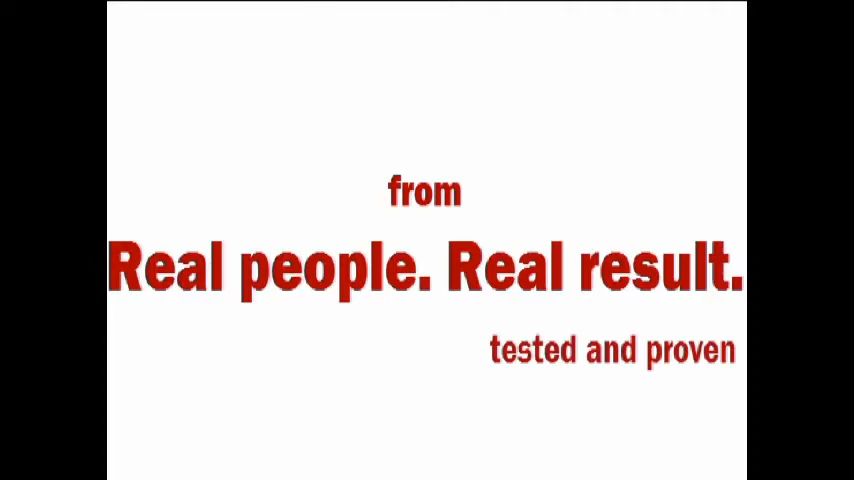 from
Real people. Real result.
tested and proven